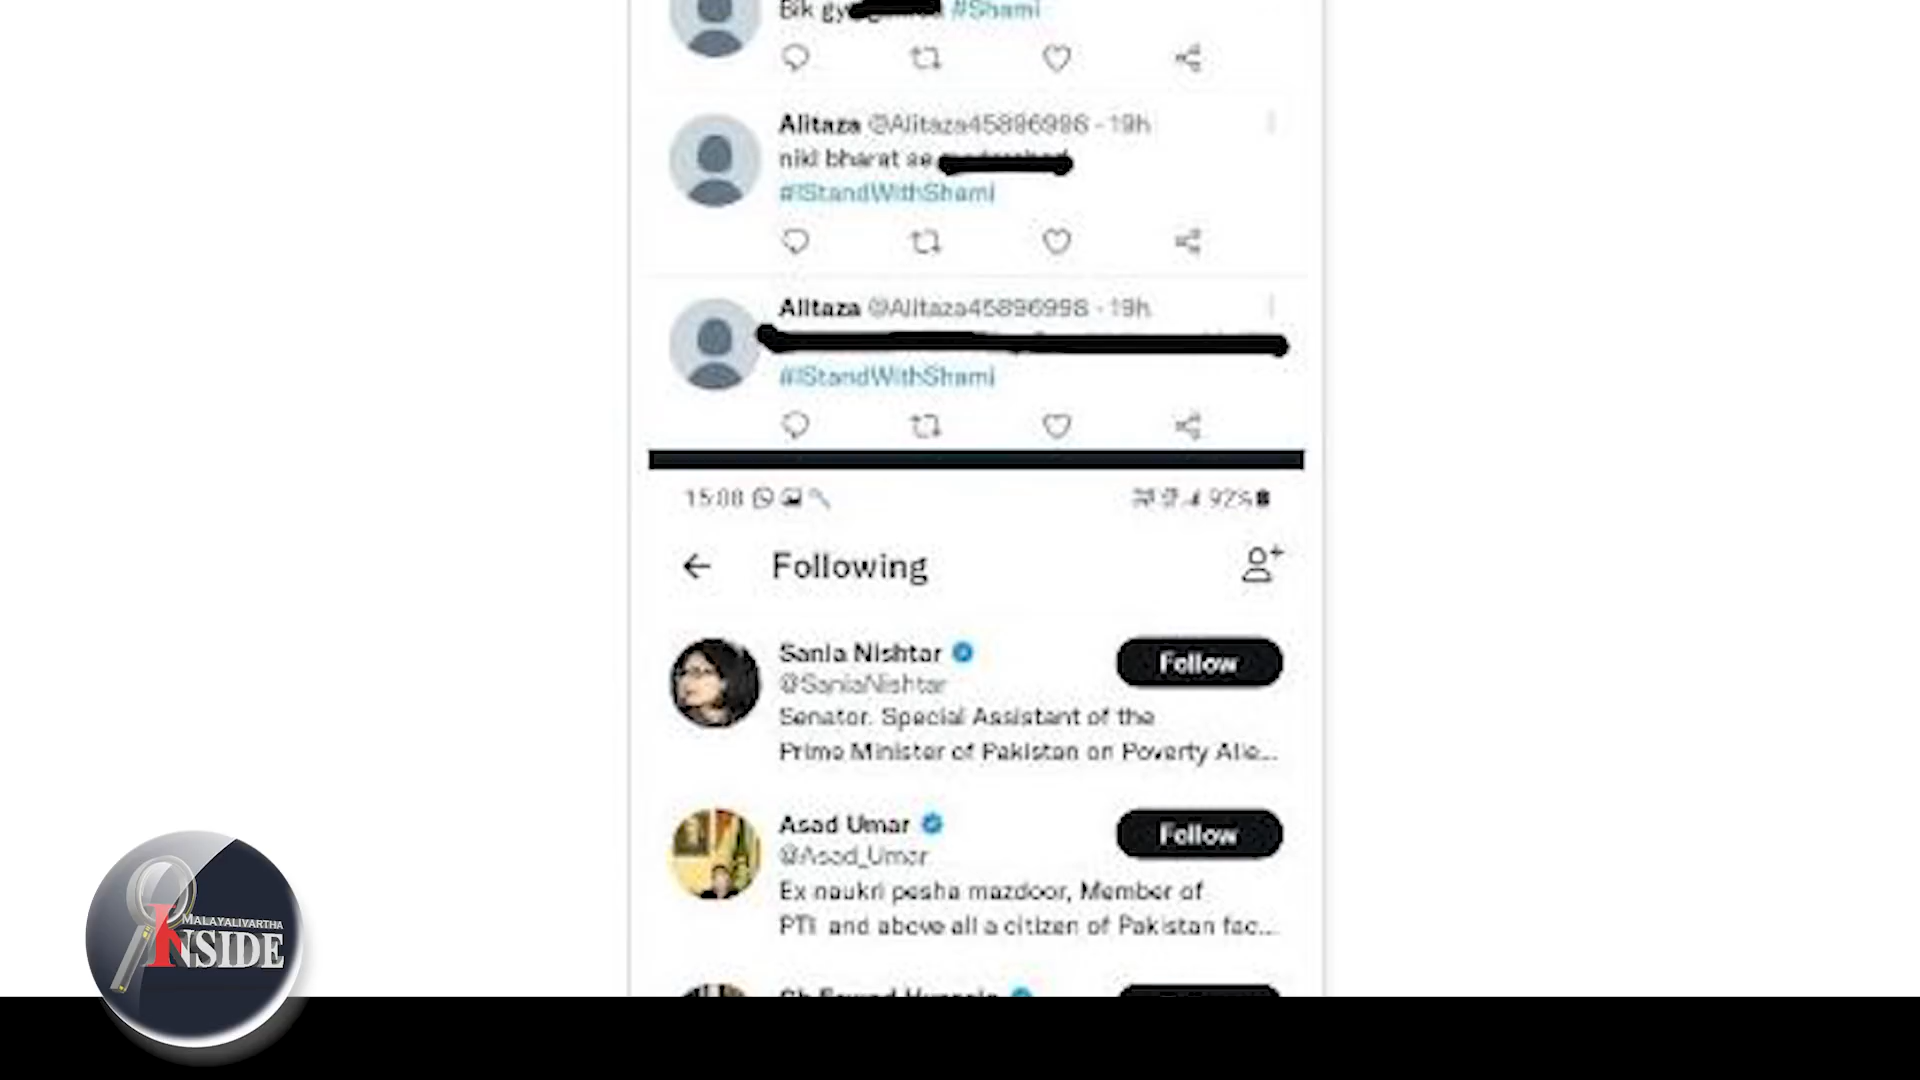 Bik #Shami
Alitaza @Alitaza45896998 · 19h
nikl bharat se
#IStandWithShami
Alitaza @Alitaza45896998 · 19h
#IStandWithShami
15:08 92%
Following
Sania Nishtar
Follow
@SaniaNishtar
Senator. Special Assistant of the
Prime Minister of Pakistan on Poverty Alle...
Asad Umar
Follow
@Asad_Umar
Ex naukri pesha mazdoor, Member of
PTI and above all a citizen of Pakistan fac...
MALAYALIVARTHA
INSIDE